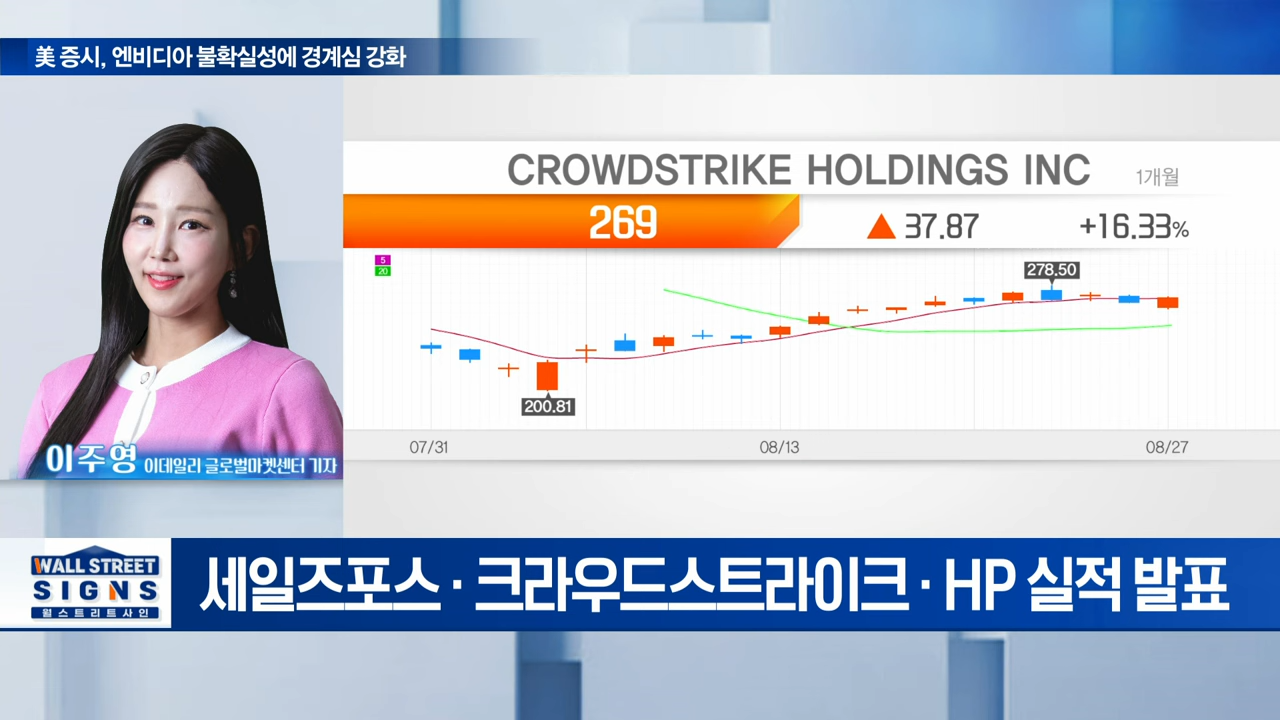 美 증시, 엔비디아 불확실성에 경계심 강화
CROWDSTRIKE HOLDINGS INC 1개월
269 ▲ 37.87 +16.33%
5
20
278.50
200.81
07/31 08/13 08/27
이주영 이데일리 글로벌마켓센터 기자
WALL STREET
SIGNS
월스트리트사인
세일즈포스·크라우드스트라이크·HP 실적 발표